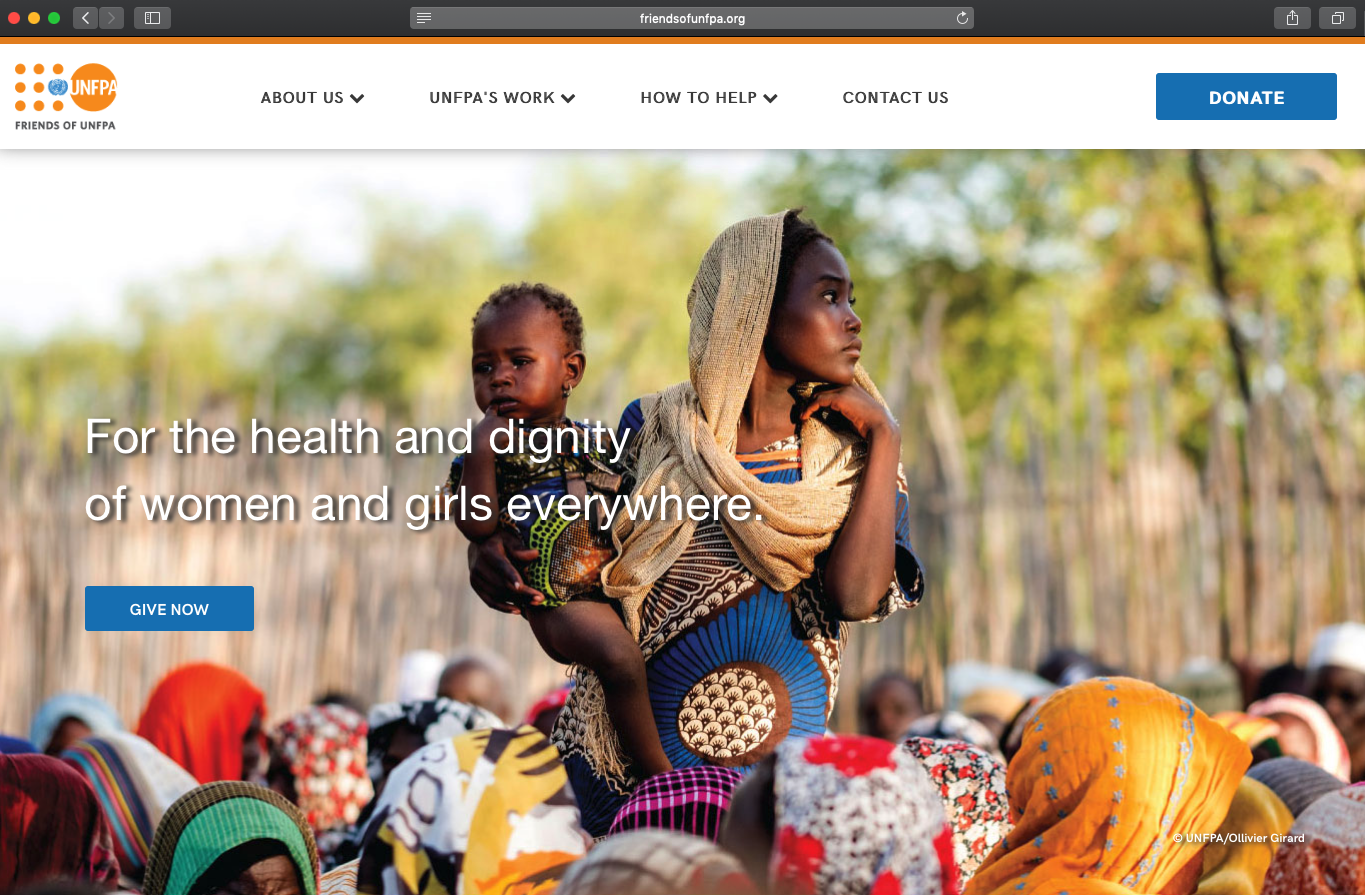 friendsofunfpa.org
UNFPA
FRIENDS OF UNFPA
ABOUT US
UNFPA'S WORK
HOW TO HELP
CONTACT US
DONATE
For the health and dignity
of women and girls everywhere.
GIVE NOW
© UNFPA/Ollivier Girard